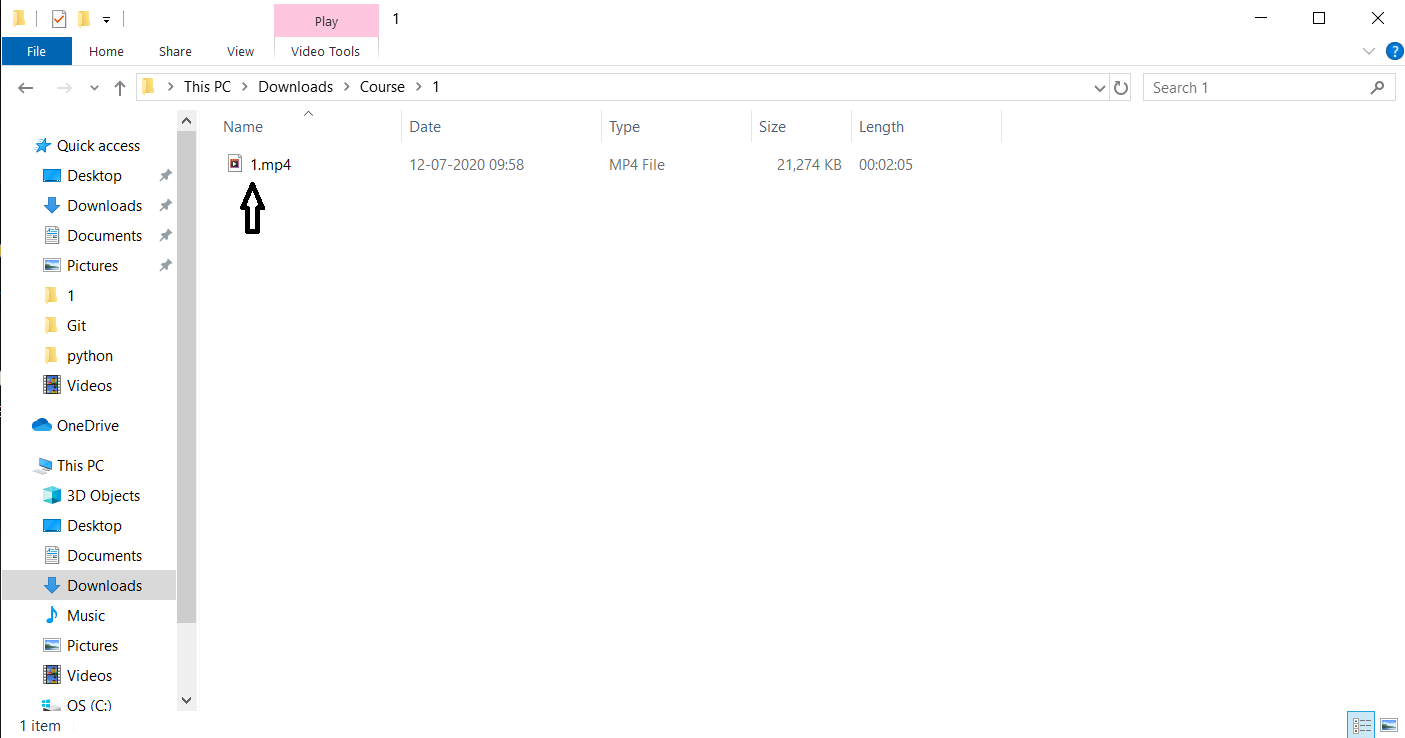 Play 1
File Home Share View Video Tools
This PC Downloads Course 1 Search 1
Name Date Type Size Length
1.mp4 12-07-2020 09:58 MP4 File 21,274 KB 00:02:05
Quick access
Desktop
Downloads
Documents
Pictures
1
Git
python
Videos
OneDrive
This PC
3D Objects
Desktop
Documents
Downloads
Music
Pictures
Videos
OS (C:)
1 item